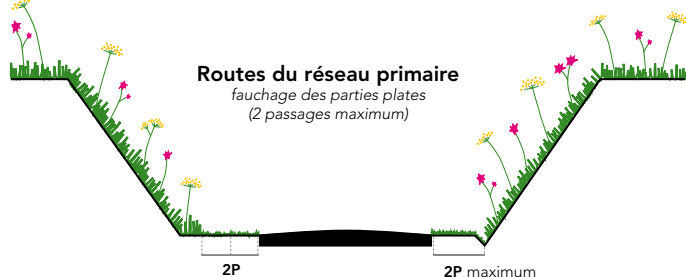 Routes du réseau primaire
fauchage des parties plates
(2 passages maximum)
2P
2P maximum